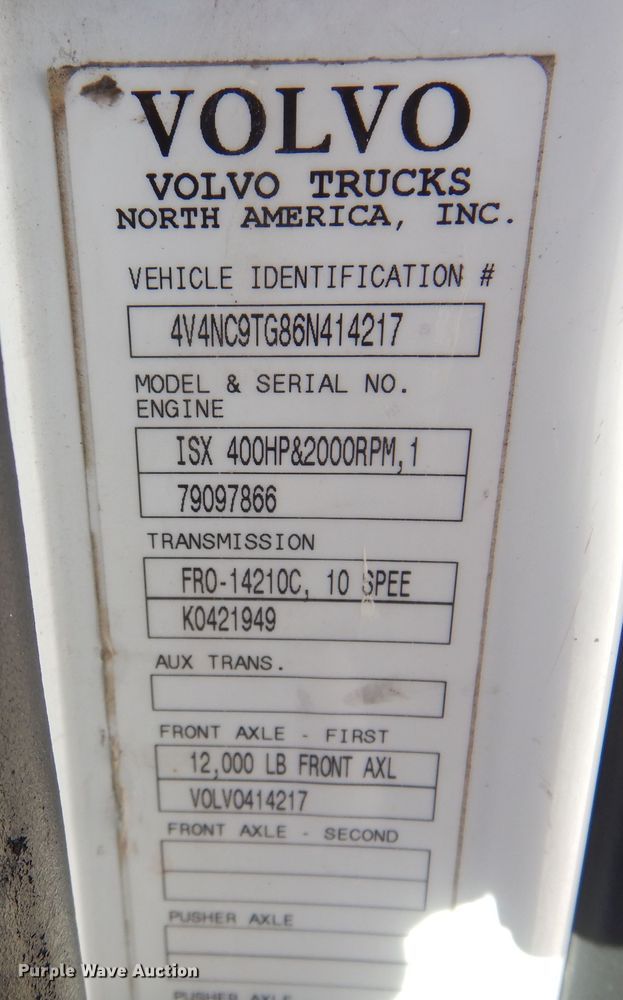 VOLVO
VOLVO TRUCKS
NORTH AMERICA, INC.
VEHICLE IDENTIFICATION #
4V4NC9TG86N414217
MODEL & SERIAL NO.
ENGINE
ISX 400HP&2000RPM,1
79097866
TRANSMISSION
FRO-14210C, 10 SPEE
K0421949
AUX TRANS.
FRONT AXLE - FIRST
12,000 LB FRONT AXL
VOLVO414217
FRONT AXLE - SECOND
PUSHER AXLE
PUSHER AXLE
Purple Wave Auction